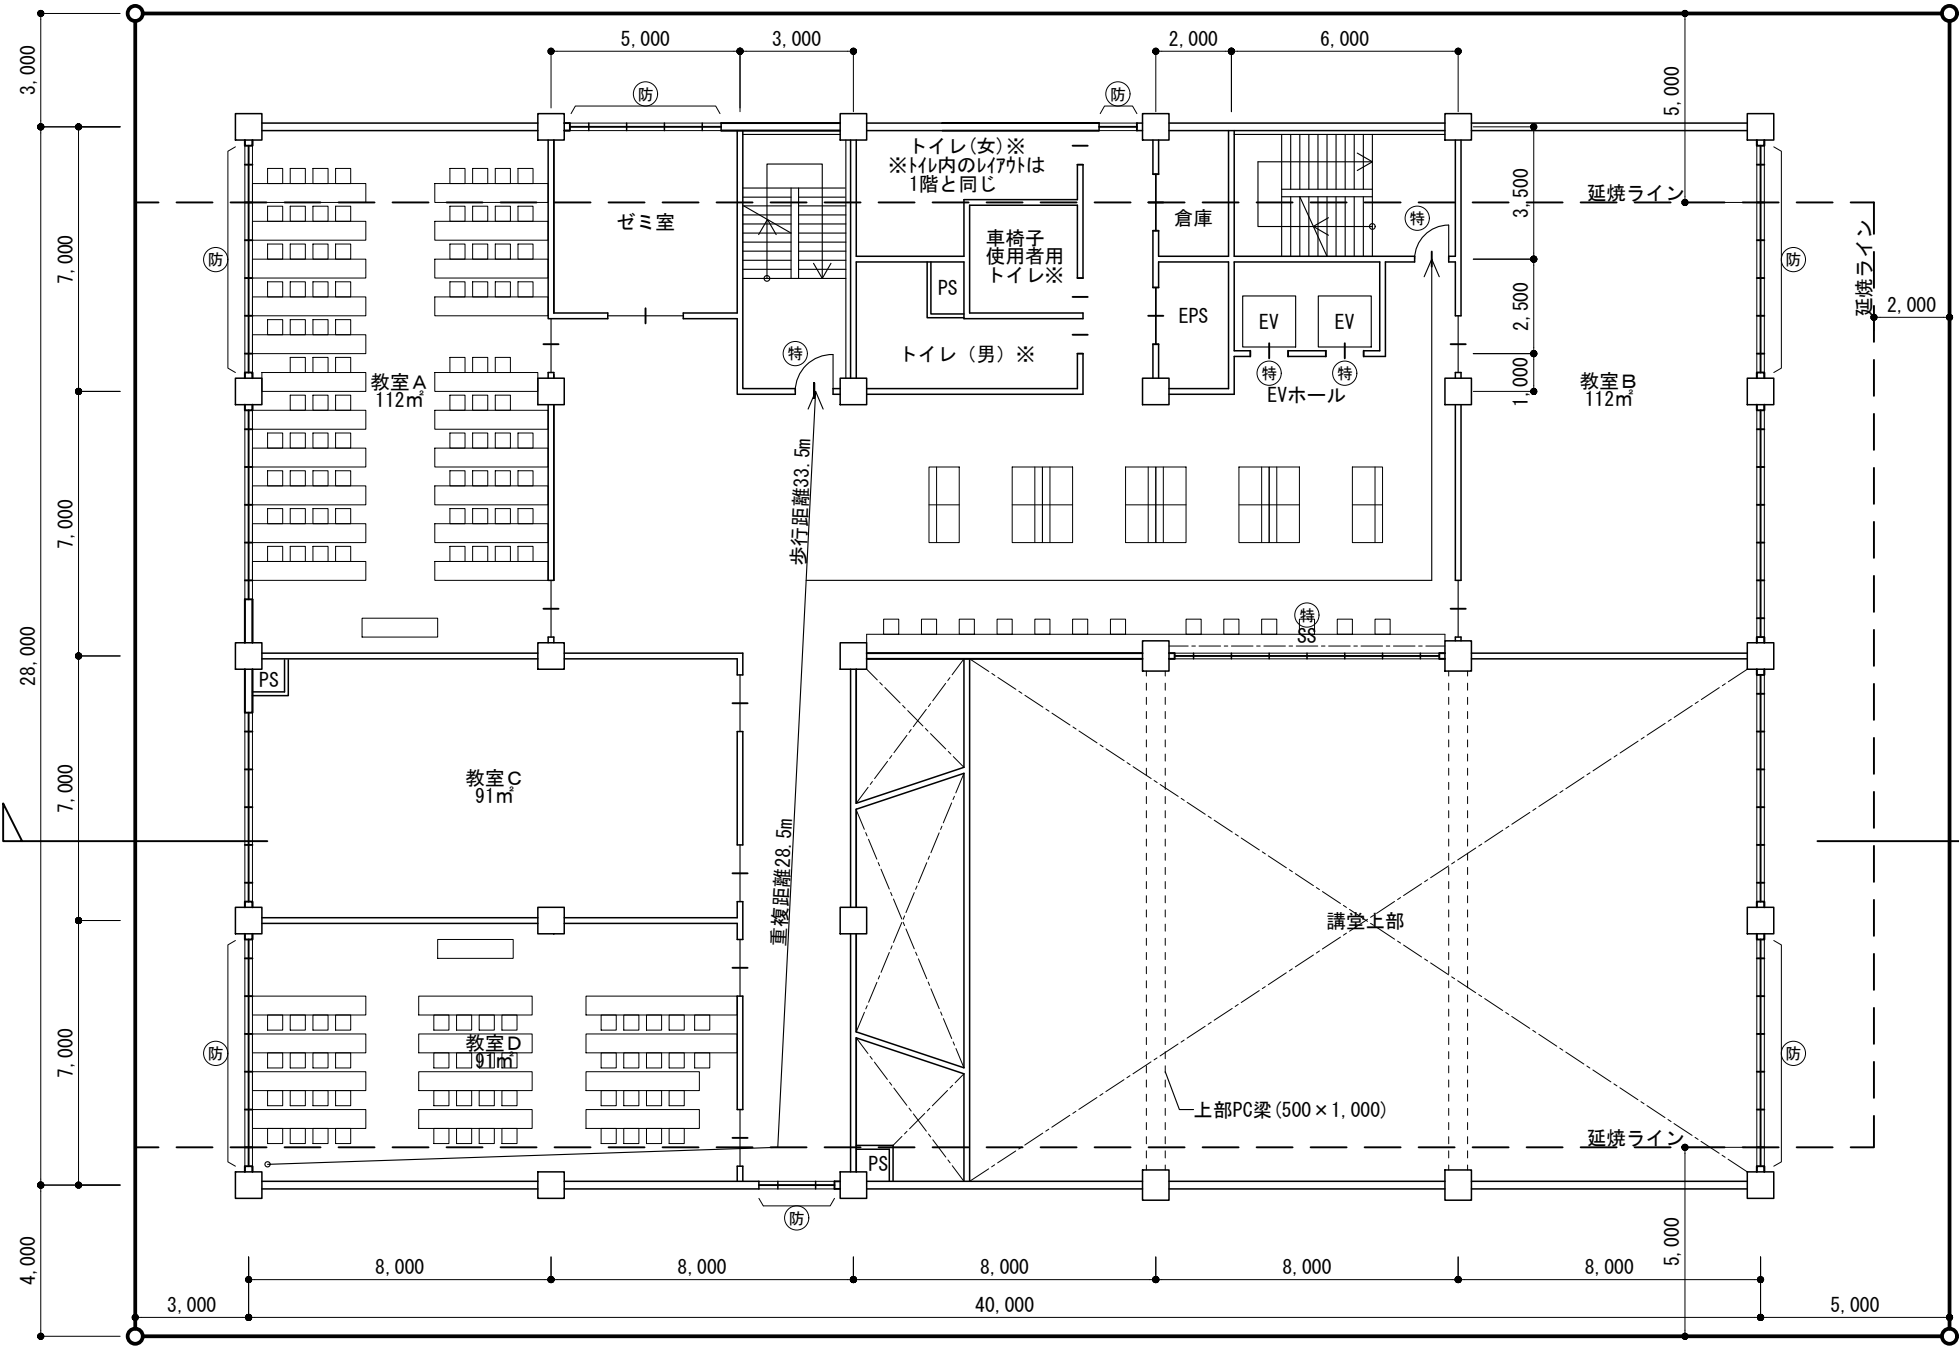 5,000
3,000
2,000
6,000
3,000
5,000
防
防
トイレ(女)※
※トイレ内のレイアウトは
1階と同じ
延焼ライン
3,500
ゼミ室
倉庫
特
7,000
防
車椅子
使用者用
トイレ※
防
延焼ライン
PS
2,000
EPS
EV
EV
2,500
特
トイレ(男)※
特
特
1,000
EVホール
教室A
112㎡
教室B
112㎡
歩行距離33.5m
7,000
特
SS
28,000
PS
教室C
91㎡
7,000
重複距離28.5m
講堂上部
教室D
91㎡
防
防
7,000
上部PC梁(500×1,000)
延焼ライン
PS
防
4,000
5,000
8,000
8,000
8,000
8,000
8,000
3,000
40,000
5,000